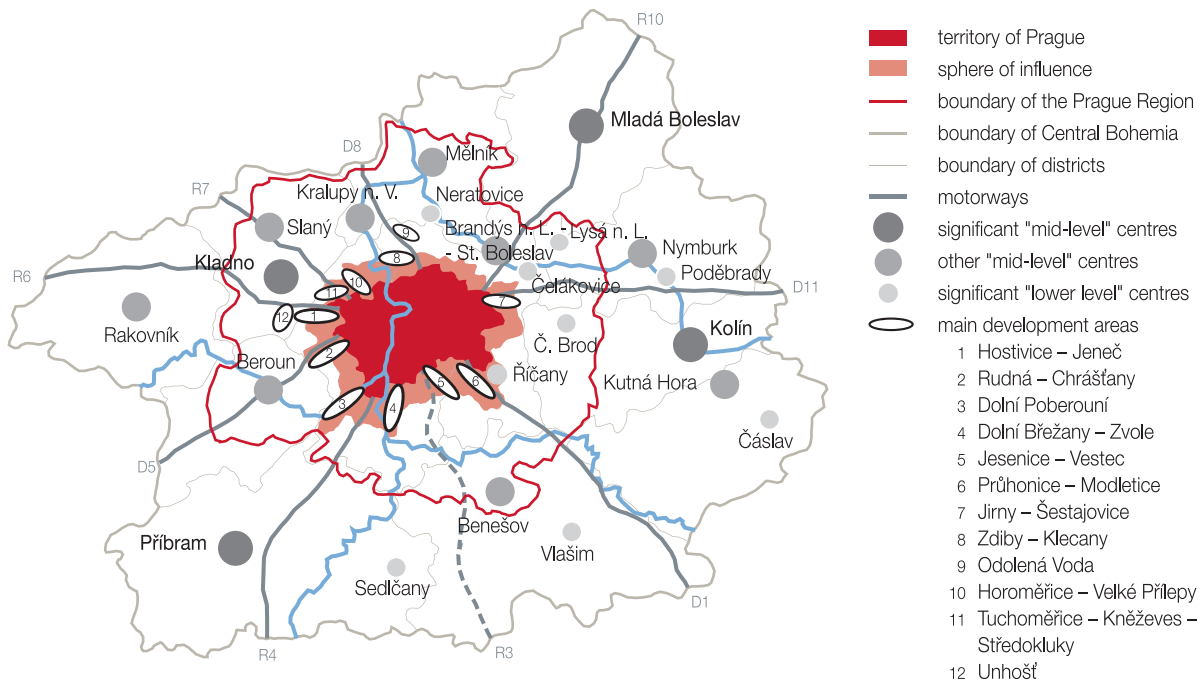 R10
Mladá Boleslav
D8
Mělník
R7
Kralupy n. V.
Neratovice
Slaný
9
Brandýs n. L. -
Lysá n. L.
- St. Boleslav
Nymburk
8
Kladno
R6
10
Čelákovice
Poděbrady
11
D11
7
12
1
Rakovník
Kolín
Č. Brod
2
Beroun
Říčany
5
6
Kutná Hora
3
4
Čáslav
D5
Benešov
Příbram
Vlašim
Sedlčany
D1
R4
R3
territory of Prague
sphere of influence
boundary of the Prague Region
boundary of Central Bohemia
boundary of districts
motorways
significant "mid-level" centres
other "mid-level" centres
significant "lower level" centres
main development areas
1 Hostivice – Jeneč
2 Rudná – Chrášťany
3 Dolní Poberouní
4 Dolní Břežany – Zvole
5 Jesenice – Vestec
6 Průhonice – Modletice
7 Jirny – Šestajovice
8 Zdiby – Klecany
9 Odolená Voda
10 Horoměřice – Velké Přílepy
11 Tuchoměřice – Kněževes –
Středokluky
12 Unhošť